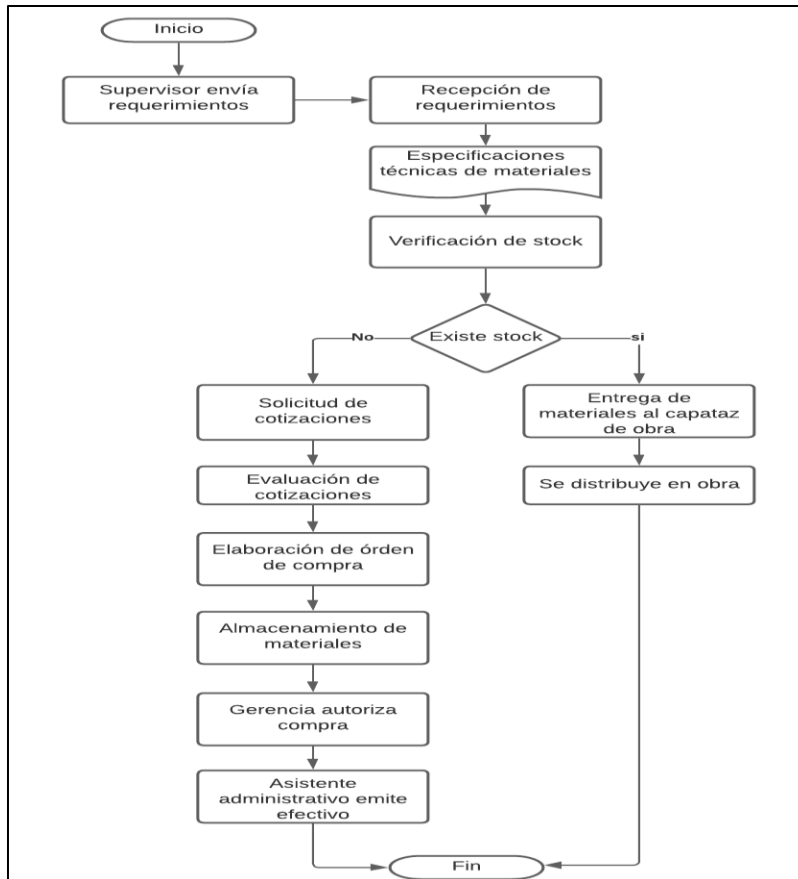 Inicio
Supervisor envía
requerimientos
Recepción de
requerimientos
Especificaciones
técnicas de materiales
Verificación de stock
Existe stock
No
si
Solicitud de
cotizaciones
Entrega de
materiales al capataz
de obra
Evaluación de
cotizaciones
Se distribuye en obra
Elaboración de órden
de compra
Almacenamiento de
materiales
Gerencia autoriza
compra
Asistente
administrativo emite
efectivo
Fin